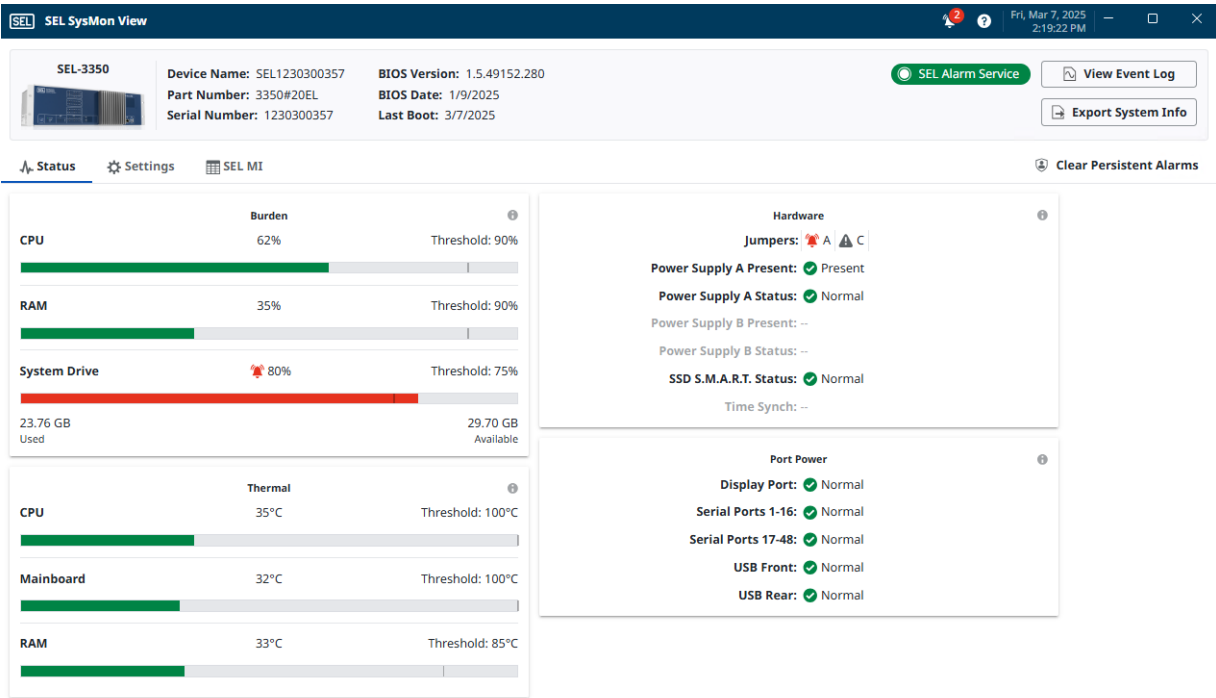 SEL SEL SysMon View
2
Fri, Mar 7, 2025
2:19:22 PM
SEL-3350
Device Name: SEL1230300357
Part Number: 3350#20EL
Serial Number: 1230300357
BIOS Version: 1.5.49152.280
BIOS Date: 1/9/2025
Last Boot: 3/7/2025
SEL Alarm Service
View Event Log
Export System Info
Status
Settings
SEL MI
Clear Persistent Alarms
Burden
CPU 62% Threshold: 90%
RAM 35% Threshold: 90%
System Drive 80% Threshold: 75%
23.76 GB 29.70 GB
Used Available
Thermal
CPU 35°C Threshold: 100°C
Mainboard 32°C Threshold: 100°C
RAM 33°C Threshold: 85°C
Hardware
Jumpers: A C
Power Supply A Present: Present
Power Supply A Status: Normal
Power Supply B Present: --
Power Supply B Status: --
SSD S.M.A.R.T. Status: Normal
Time Synch: --
Port Power
Display Port: Normal
Serial Ports 1-16: Normal
Serial Ports 17-48: Normal
USB Front: Normal
USB Rear: Normal